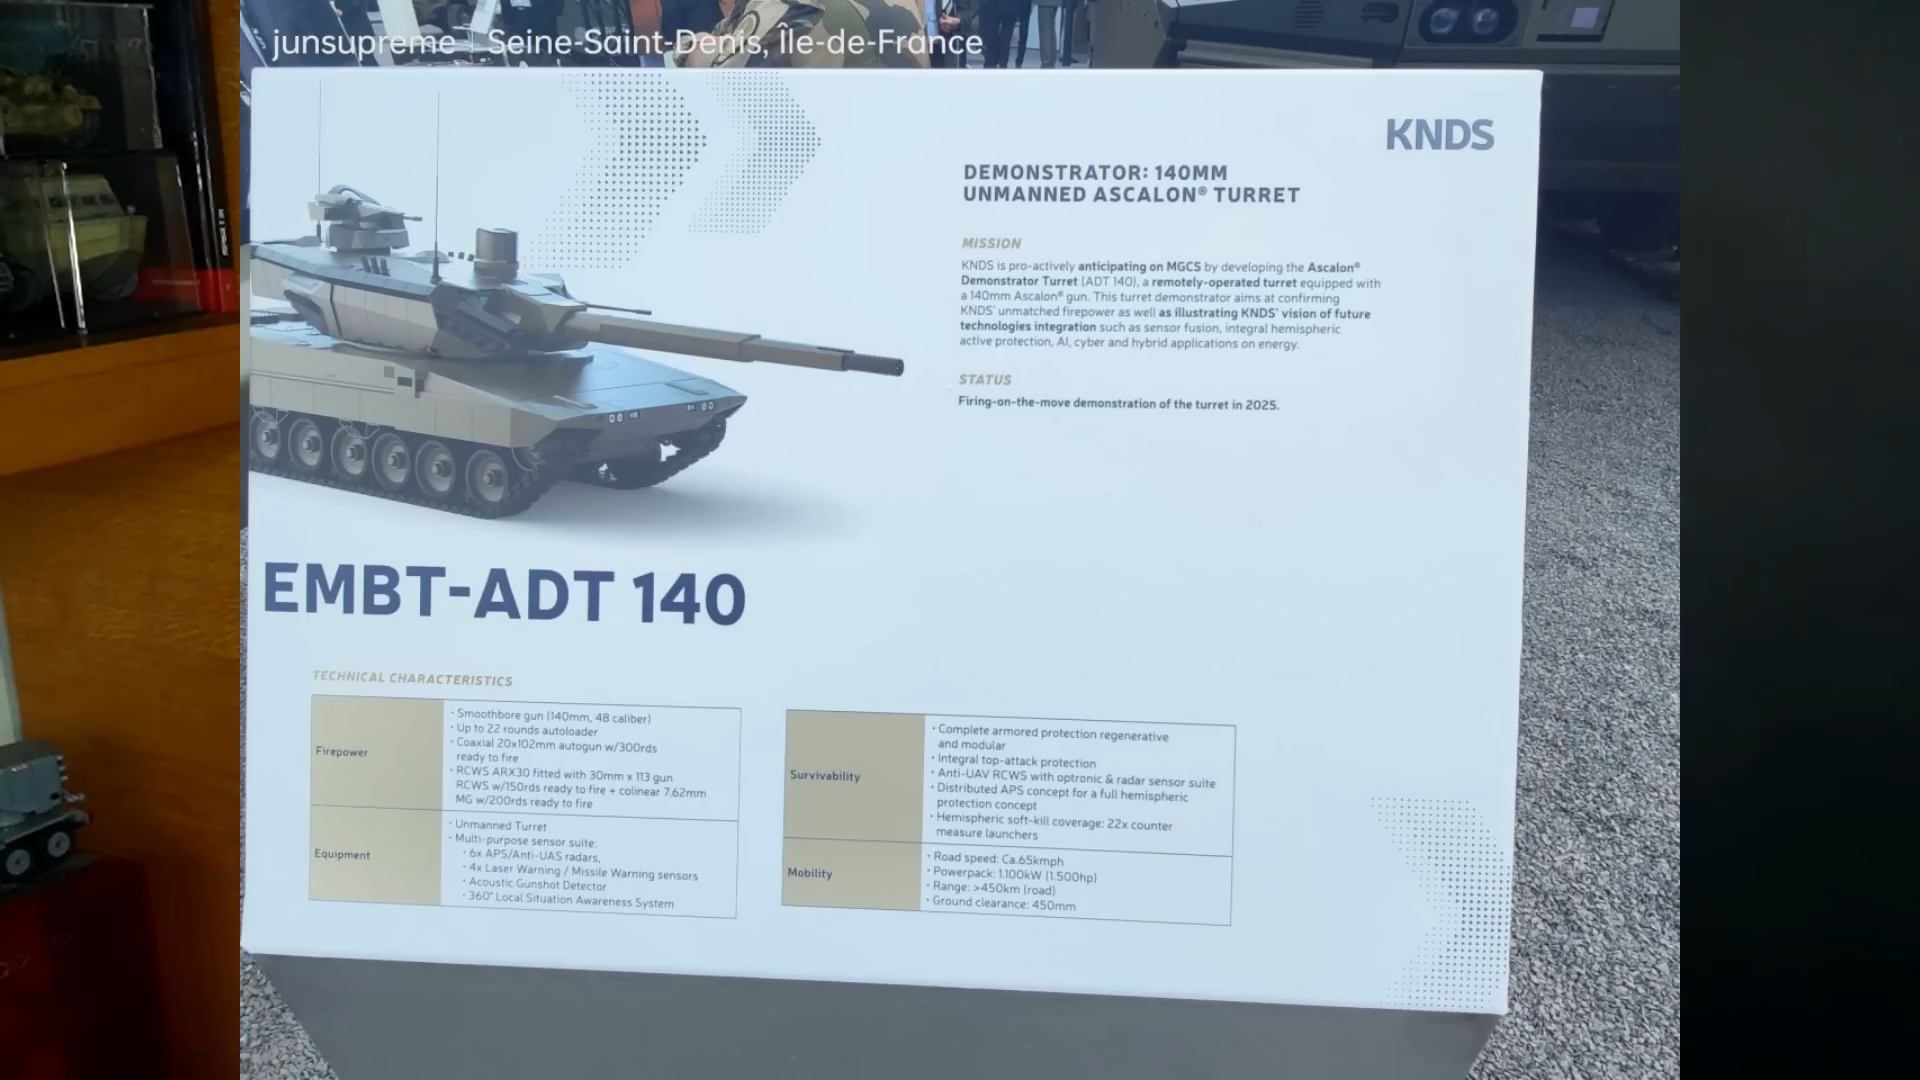 junsupreme | Seine-Saint-Denis, Île-de-France
KNDS
DEMONSTRATOR: 140MM
UNMANNED ASCALON® TURRET
MISSION
KNDS is pro-actively anticipating on MGCS by developing the Ascalon®
Demonstrator Turret (ADT 140), a remotely-operated turret equipped with
a 140mm Ascalon® gun. This turret demonstrator aims at confirming
KNDS' unmatched firepower as well as illustrating KNDS' vision of future
technologies integration such as sensor fusion, integral hemispheric
active protection, AI, cyber and hybrid applications on energy.
STATUS
Firing-on-the-move demonstration of the turret in 2025.
EMBT-ADT 140
TECHNICAL CHARACTERISTICS
Firepower
· Smoothbore gun (140mm, 48 caliber)
· Up to 22 rounds autoloader
· Coaxial 20x102mm autogun w/300rds
ready to fire
· RCWS ARX30 fitted with 30mm x 113 gun
RCWS w/150rds ready to fire + colinear 7.62mm
MG w/200rds ready to fire
Equipment
· Unmanned Turret
· Multi-purpose sensor suite:
· 6x APS/Anti-UAS radars,
· 4x Laser Warning / Missile Warning sensors
· Acoustic Gunshot Detector
· 360° Local Situation Awareness System
Survivability
· Complete armored protection regenerative
and modular
· Integral top-attack protection
· Anti-UAV RCWS with optronic & radar sensor suite
· Distributed APS concept for a full hemispheric
protection concept
· Hemispheric soft-kill coverage: 22x counter
measure launchers
Mobility
· Road speed: Ca.65kmph
· Powerpack: 1.100kW (1.500hp)
· Range: >450km (road)
· Ground clearance: 450mm